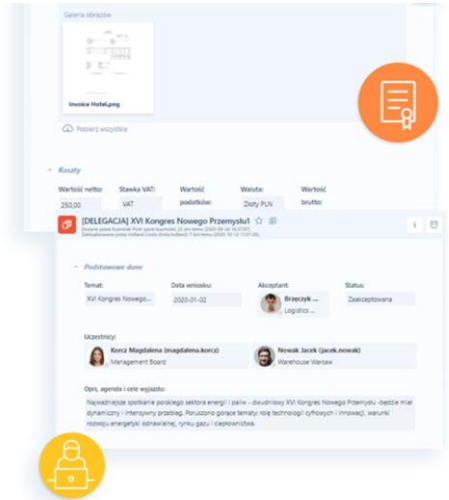 Galeria obrazów
Invoice Hotel.png
Pobierz wszystkie
Koszty
Wartość netto: Stawka VAT: Wartość podatków: Waluta: Wartość brutto:
250,00 VAT Złoty PLN
[DELEGACJA] XVI Kongres Nowego Przemysłu1
Podstawowe dane
Temat: Data wniosku: Akceptant: Status:
XVI Kongres Nowego... 2020-01-02 Brzęczyk ... Zaakceptowana
Logistics ...
Uczestnicy:
Korcz Magdalena (magdalena.korcz) Nowak Jacek (jacek.nowak)
Management Board Warehouse Warsaw
Opis, agenda i cele wyjazdu:
Najważniejsze spotkanie polskiego sektora energii i paliw - dwudniowy XVI Kongres Nowego Przemysłu -będzie miał
dynamiczny i intensywny przebieg. Poruszono gorące tematy: rolę technologii cyfrowych i innowacji, warunki
rozwoju energetyki odnawialnej, rynku gazu i ciepłownictwa.